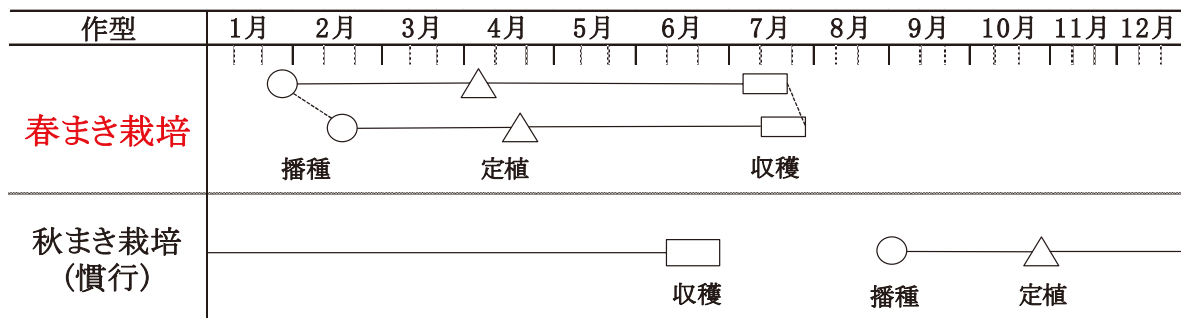 作型 1月 2月 3月 4月 5月 6月 7月 8月 9月 10月 11月 12月
春まき栽培
播種 定植 収穫
秋まき栽培
(慣行)
収穫 播種 定植